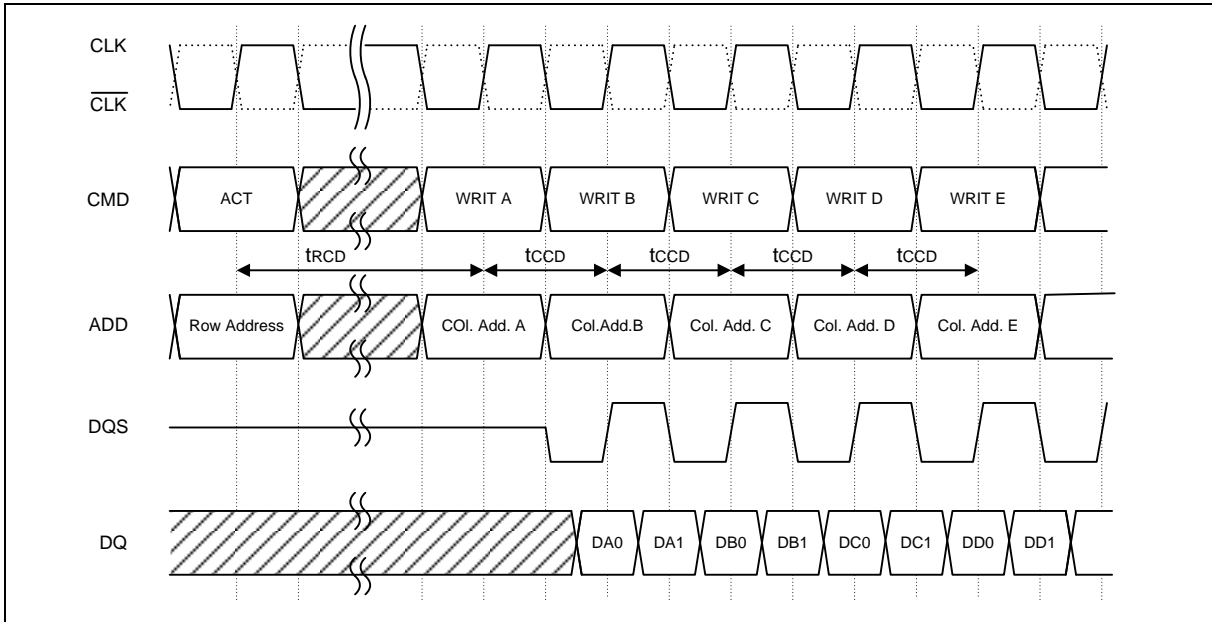 CLK
CLK
CMD
ACT
WRIT A
WRIT B
WRIT C
WRIT D
WRIT E
tRCD
tCCD
tCCD
tCCD
tCCD
ADD
Row Address
COl. Add. A
Col.Add.B
Col. Add. C
Col. Add. D
Col. Add. E
DQS
DQ
DA0
DA1
DB0
DB1
DC0
DC1
DD0
DD1